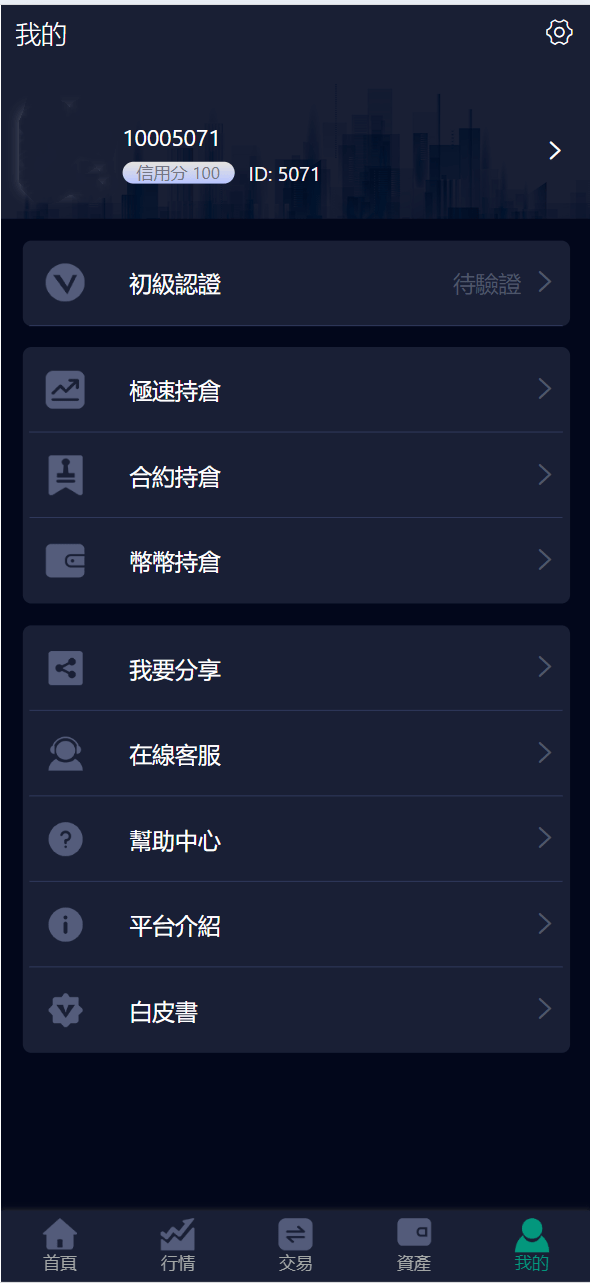 我的
10005071
信用分 100 ID: 5071
初級認證 待驗證
極速持倉
合約持倉
幣幣持倉
我要分享
在線客服
幫助中心
平台介紹
白皮書
首頁 行情 交易 資產 我的